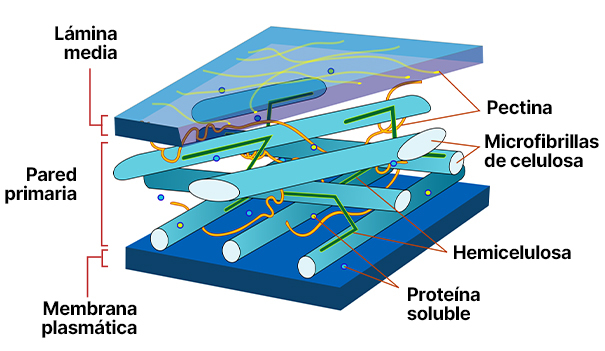 Lámina
media
Pared
primaria
Membrana
plasmática
Pectina
Microfibrillas
de celulosa
Hemicelulosa
Proteína
soluble